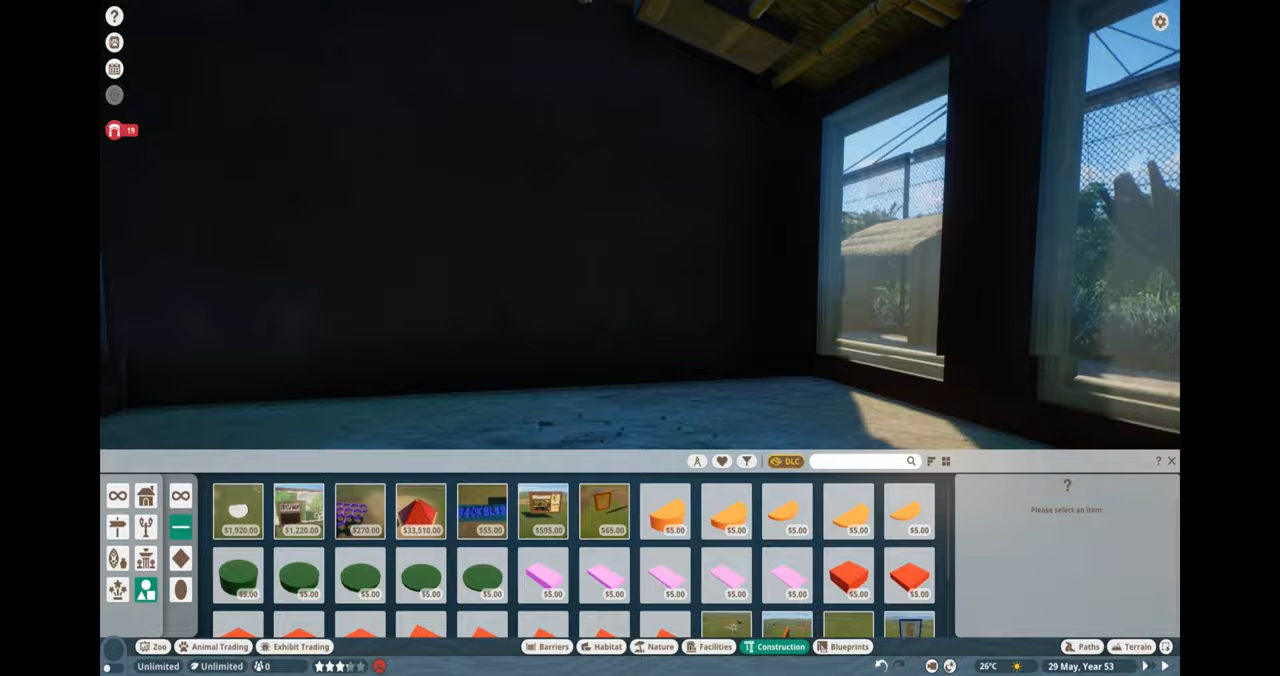 ?
19
DLC
?
$1,920.00 $1,220.00 $270.00 $33,510.00 $55.00 $595.00 $65.00 $5.00 $5.00 $5.00 $5.00 $5.00
?
Please select an item
$5.00 $5.00 $5.00 $5.00 $5.00 $5.00 $5.00 $5.00 $5.00 $5.00 $5.00 $5.00
Zoo Animal Trading Exhibit Trading Barriers Habitat Nature Facilities Construction Blueprints Paths Terrain
Unlimited Unlimited 0 26°C 29 May, Year 53